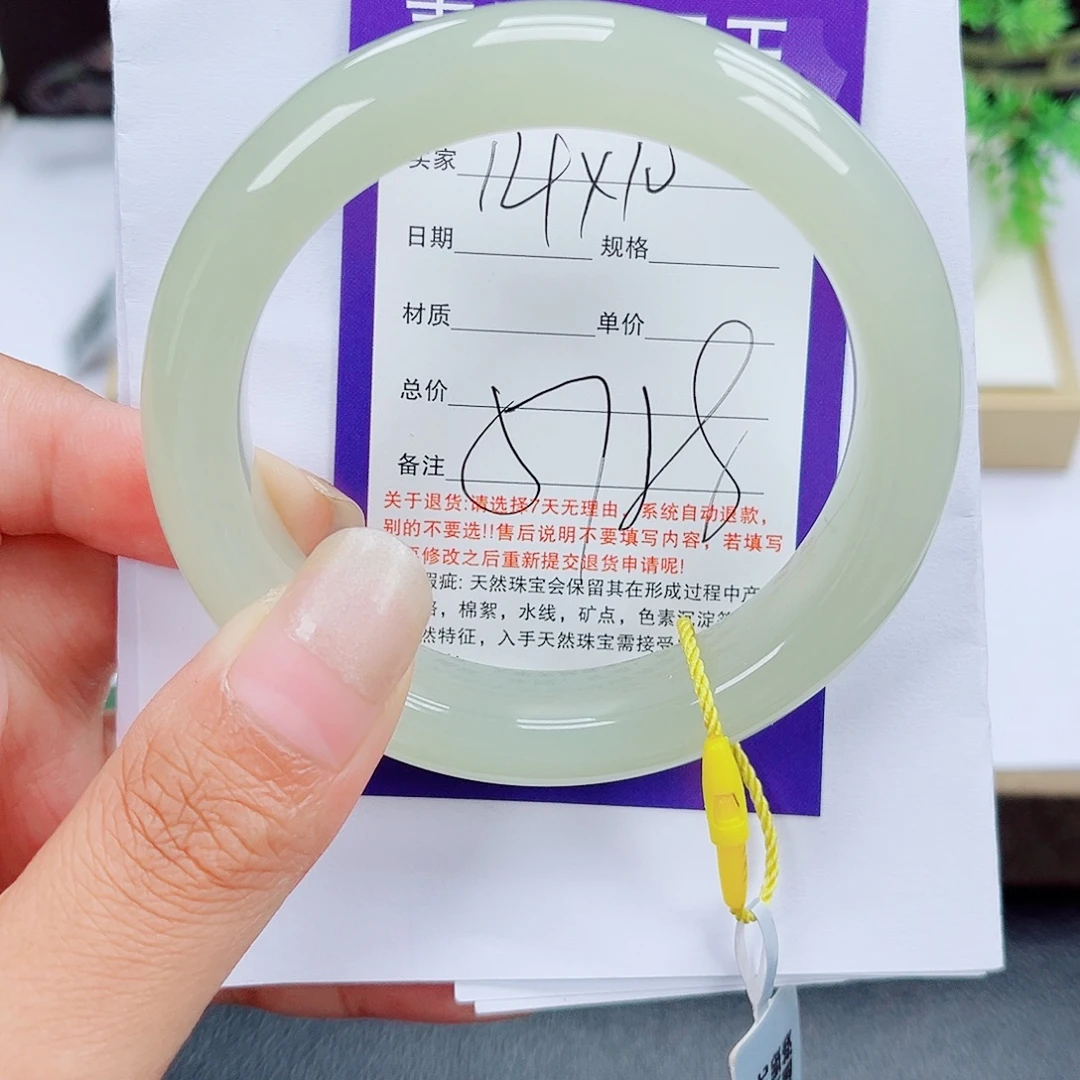 买家 14×10
日期 规格
材质 单价
总价
备注
关于退货:请选择7天无理由,系统自动退款,
别的不要选!!售后说明不要填写内容,若填写
修改之后重新提交退货申请呢!
瑕疵: 天然珠宝会保留其在形成过程中产
棉絮,水线,矿点,色素沉淀
然特征,入手天然珠宝需接受